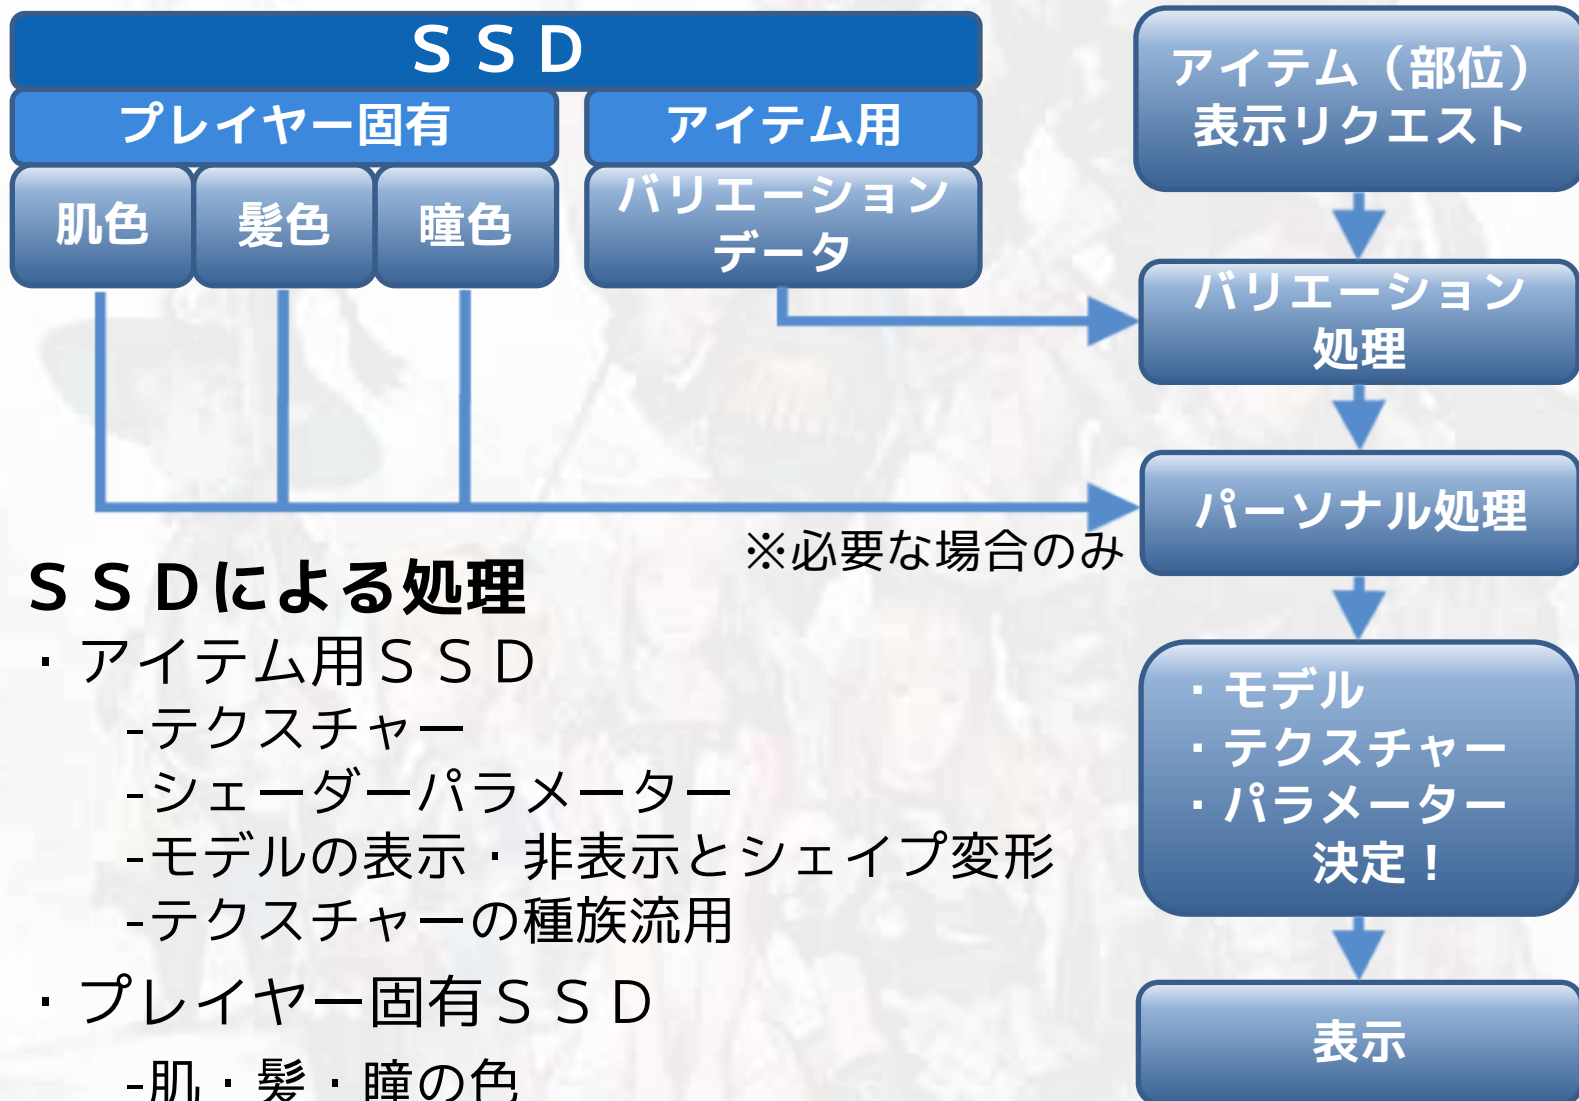 ＳＳＤ
プレイヤー固有
アイテム用
肌色
髪色
瞳色
バリエーション
データ
アイテム（部位）
表示リクエスト
バリエーション
処理
パーソナル処理
※必要な場合のみ
・モデル
・テクスチャー
・パラメーター
決定！
表示
ＳＳＤによる処理
・アイテム用ＳＳＤ
-テクスチャー
-シェーダーパラメーター
-モデルの表示・非表示とシェイプ変形
-テクスチャーの種族流用
・プレイヤー固有ＳＳＤ
-肌・髪・瞳の色